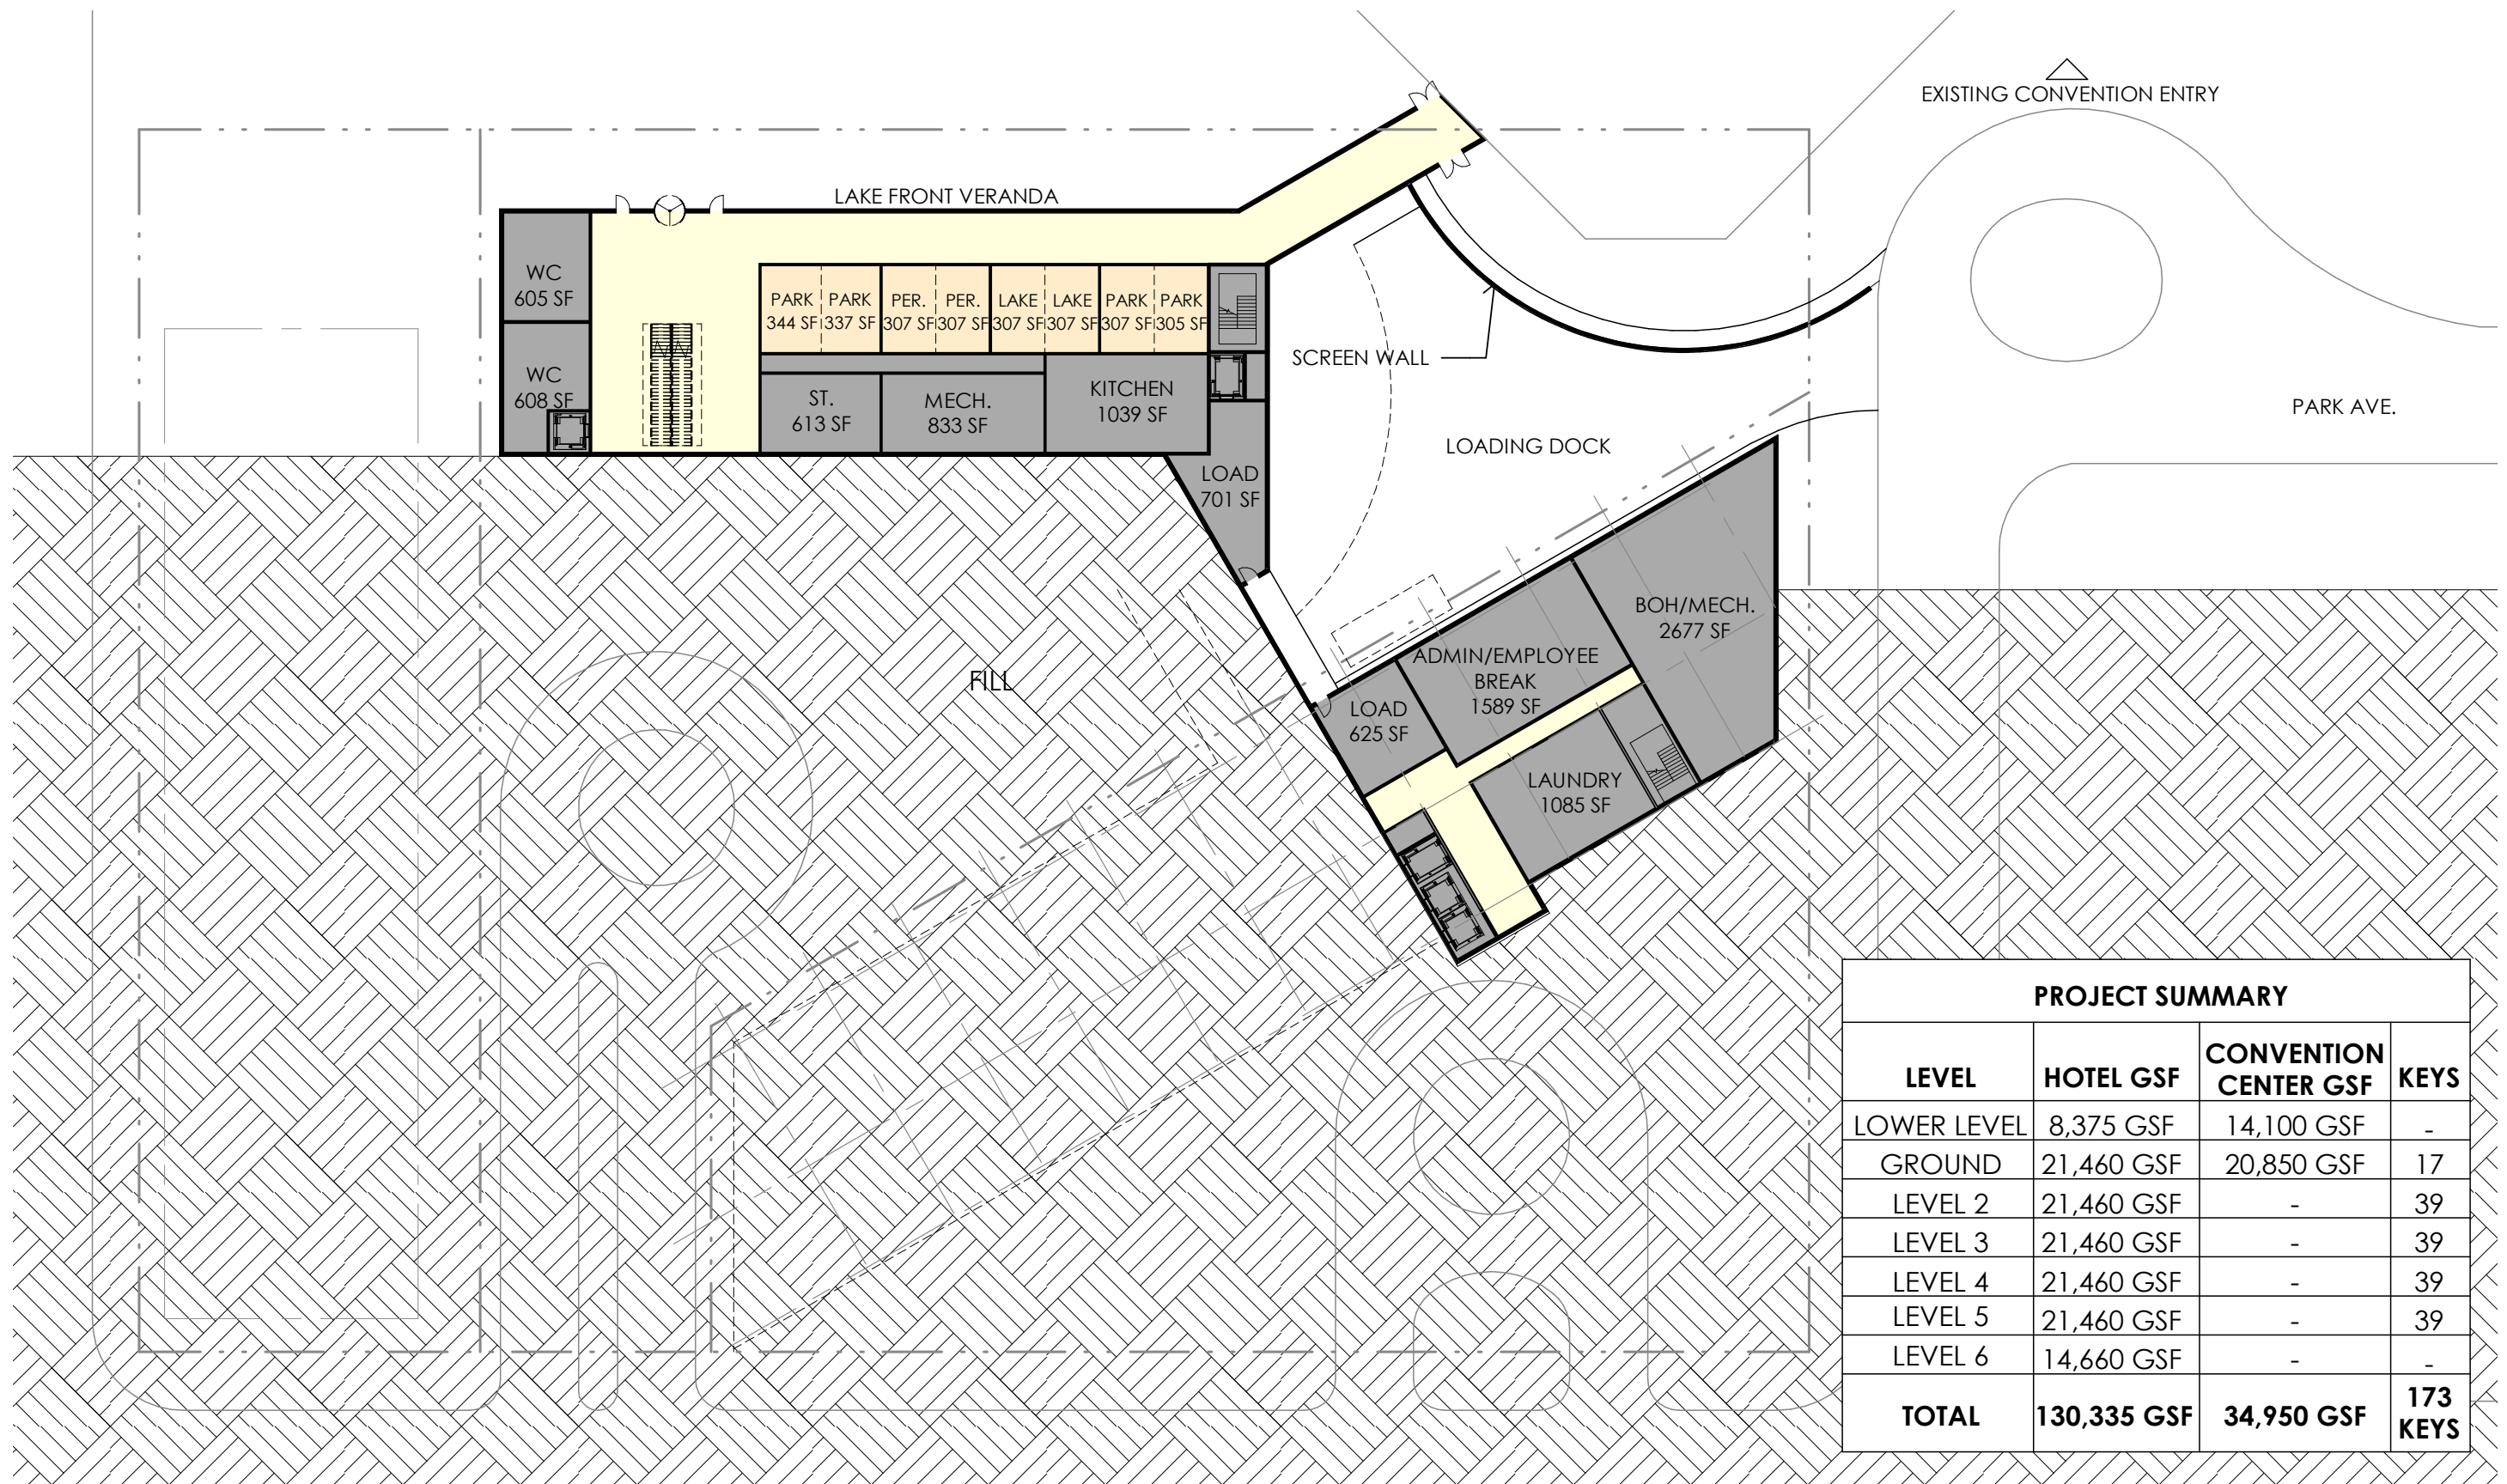 EXISTING CONVENTION ENTRY
LAKE FRONT VERANDA
WC
605 SF
WC
608 SF
PARK
344 SF
PARK
337 SF
PER.
307 SF
PER.
307 SF
LAKE
307 SF
LAKE
307 SF
PARK
307 SF
PARK
305 SF
ST.
613 SF
MECH.
833 SF
KITCHEN
1039 SF
SCREEN WALL
PARK AVE.
LOADING DOCK
LOAD
701 SF
BOH/MECH.
2677 SF
ADMIN/EMPLOYEE
BREAK
1589 SF
FILL
LOAD
625 SF
LAUNDRY
1085 SF
PROJECT SUMMARY
LEVEL HOTEL GSF CONVENTION CENTER GSF KEYS
LOWER LEVEL 8,375 GSF 14,100 GSF -
GROUND 21,460 GSF 20,850 GSF 17
LEVEL 2 21,460 GSF - 39
LEVEL 3 21,460 GSF - 39
LEVEL 4 21,460 GSF - 39
LEVEL 5 21,460 GSF - 39
LEVEL 6 14,660 GSF - -
TOTAL 130,335 GSF 34,950 GSF 173 KEYS